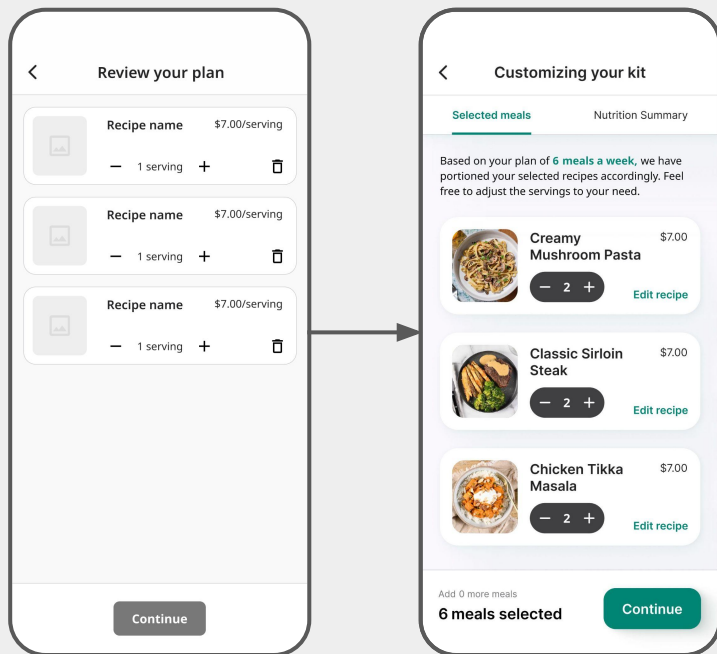 Review your plan
Recipe name $7.00/serving
1 serving
Recipe name $7.00/serving
1 serving
Recipe name $7.00/serving
1 serving
Continue
Customizing your kit
Selected meals Nutrition Summary
Based on your plan of 6 meals a week, we have
portioned your selected recipes accordingly. Feel
free to adjust the servings to your need.
Creamy $7.00
Mushroom Pasta
− 2 +
Edit recipe
Classic Sirloin $7.00
Steak
− 2 +
Edit recipe
Chicken Tikka $7.00
Masala
− 2 +
Edit recipe
Add 0 more meals
6 meals selected
Continue